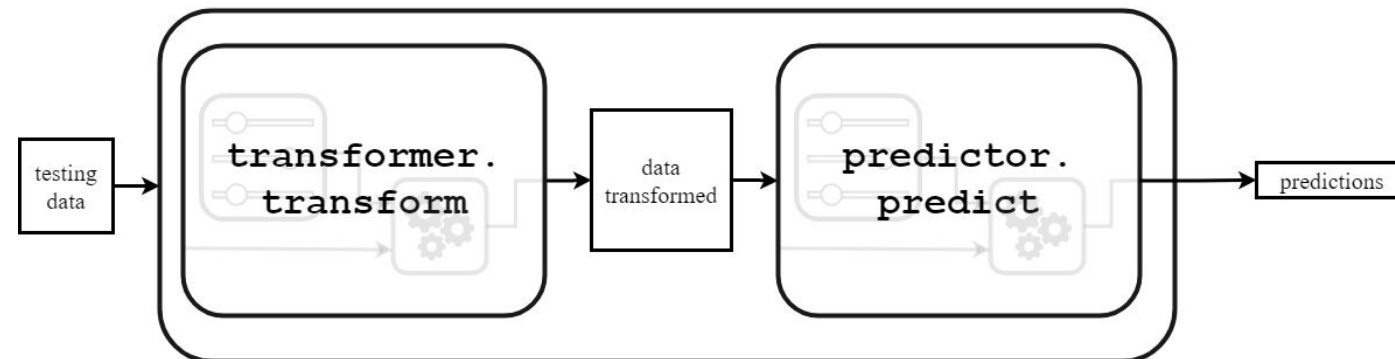 testing
data
transformer.
transform
data
transformed
predictor.
predict
predictions